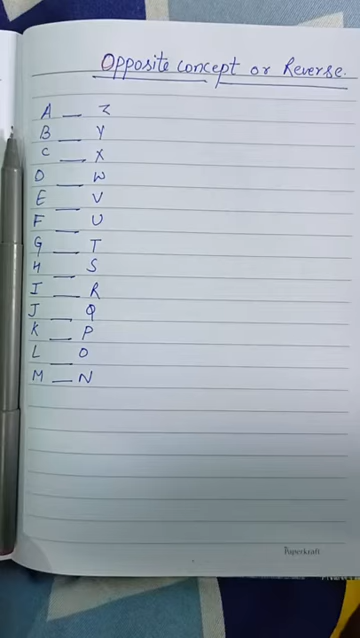 Opposite concept or Reverse.
A — Z
B — Y
C — X
D — W
E — V
F — U
G — T
H — S
I — R
J — Q
K — P
L — O
M — N
Paperkraft